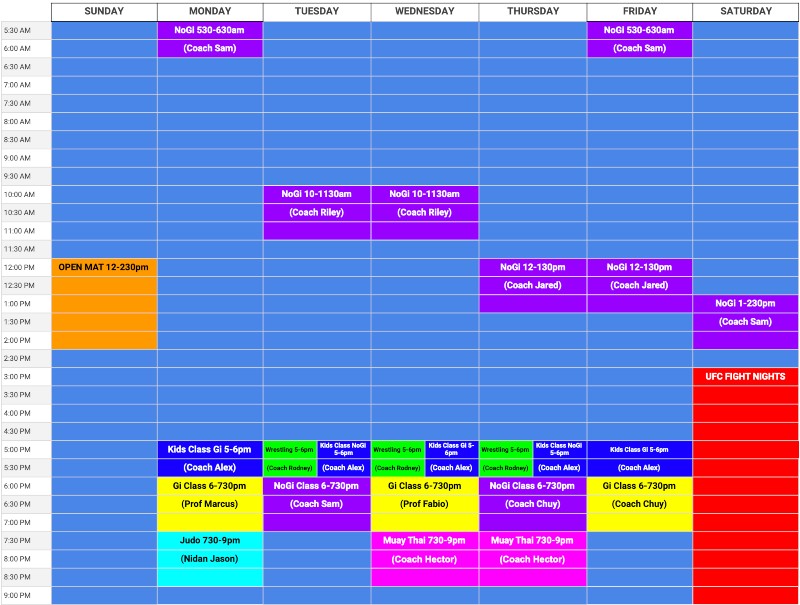 SUNDAY MONDAY TUESDAY WEDNESDAY THURSDAY FRIDAY SATURDAY
5:30 AM NoGi 530-630am NoGi 530-630am
6:00 AM (Coach Sam) (Coach Sam)
6:30 AM
7:00 AM
7:30 AM
8:00 AM
8:30 AM
9:00 AM
9:30 AM
10:00 AM NoGi 10-1130am NoGi 10-1130am
10:30 AM (Coach Riley) (Coach Riley)
11:00 AM
11:30 AM
12:00 PM OPEN MAT 12-230pm NoGi 12-130pm NoGi 12-130pm
12:30 PM (Coach Jared) (Coach Jared)
1:00 PM NoGi 1-230pm
1:30 PM (Coach Sam)
2:00 PM
2:30 PM
3:00 PM UFC FIGHT NIGHTS
3:30 PM
4:00 PM
4:30 PM
5:00 PM Kids Class Gi 5-6pm Wrestling 5-6pm Kids Class NoGi 5-6pm Wrestling 5-6pm Kids Class Gi 5-6pm Wrestling 5-6pm Kids Class NoGi 5-6pm Kids Class Gi 5-6pm
5:30 PM (Coach Alex) (Coach Rodney) (Coach Alex) (Coach Rodney) (Coach Alex) (Coach Rodney) (Coach Alex) (Coach Alex)
6:00 PM Gi Class 6-730pm NoGi Class 6-730pm Gi Class 6-730pm NoGi Class 6-730pm Gi Class 6-730pm
6:30 PM (Prof Marcus) (Coach Sam) (Prof Fabio) (Coach Chuy) (Coach Chuy)
7:00 PM
7:30 PM Judo 730-9pm Muay Thai 730-9pm Muay Thai 730-9pm
8:00 PM (Nidan Jason) (Coach Hector) (Coach Hector)
8:30 PM
9:00 PM